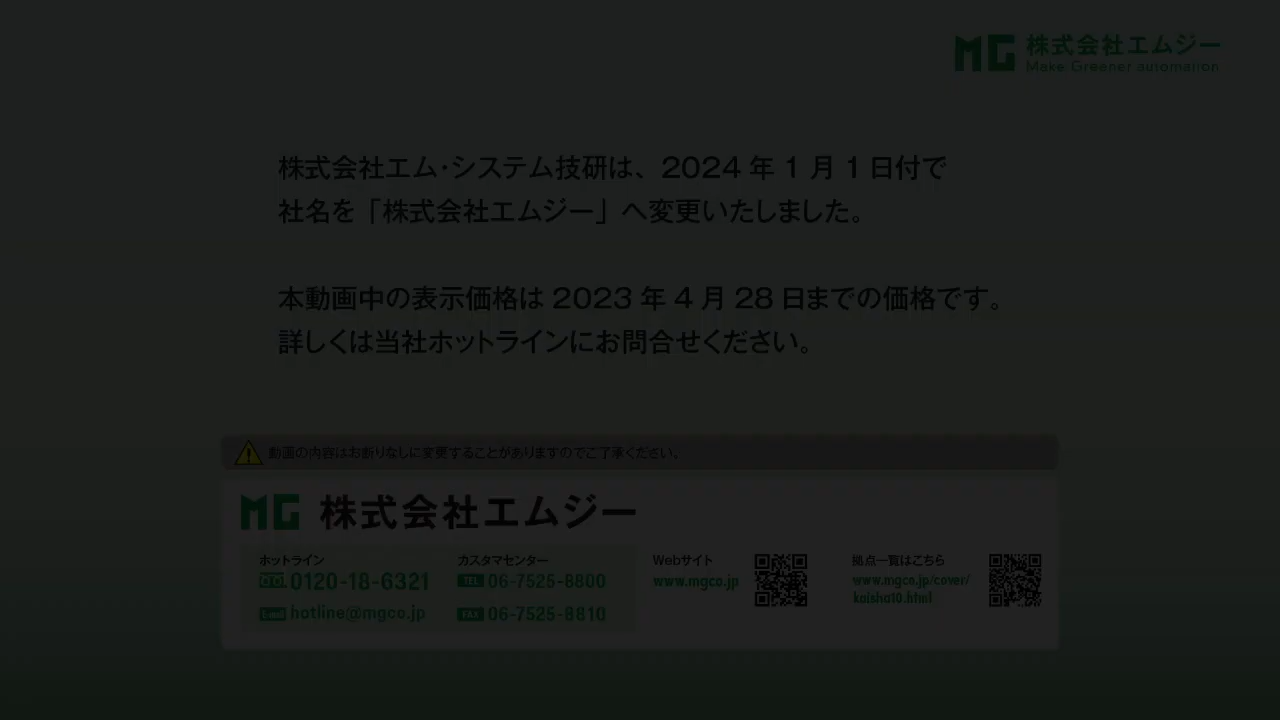 MG 株式会社エムジー
Make Greener automation
株式会社エム・システム技研は、2024 年 1 月 1 日付で
社名を「株式会社エムジー」へ変更いたしました。
本動画中の表示価格は 2023 年 4 月 28 日までの価格です。
詳しくは当社ホットラインにお問合せください。
動画の内容はお断りなしに変更することがありますのでご了承ください。
MG 株式会社エムジー
ホットライン
0120-18-6321
E-mail hotline@mgco.jp
カスタマセンター
TEL 06-7525-8800
FAX 06-7525-8810
Webサイト
www.mgco.jp
拠点一覧はこちら
www.mgco.jp/cover/
kaisha10.html